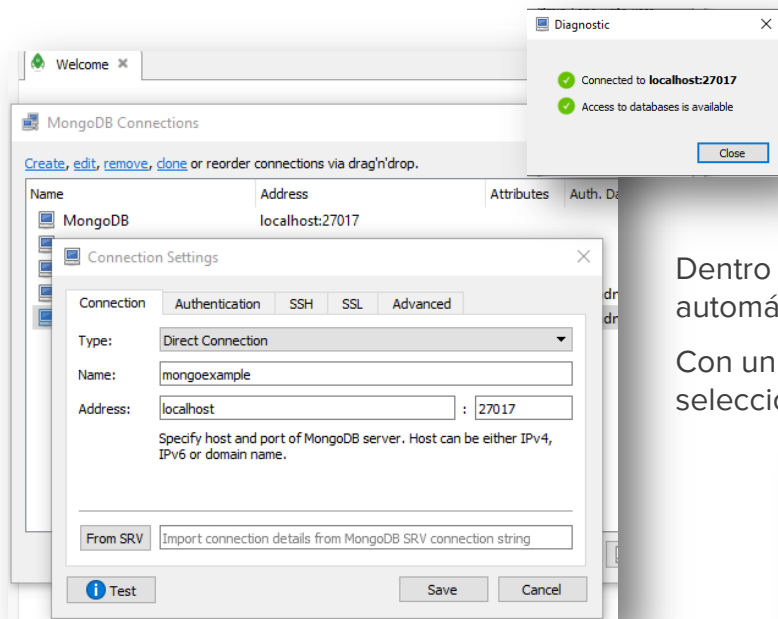 Welcome
MongoDB Connections
Create, edit, remove, clone or reorder connections via drag'n'drop.
Name Address Attributes Auth.
MongoDB localhost:27017
Connection Settings
Connection Authentication SSH SSL Advanced
Type: Direct Connection
Name: mongoexample
Address: localhost : 27017
Specify host and port of MongoDB server. Host can be either IPv4,
IPv6 or domain name.
From SRV Import connection details from MongoDB SRV connection string
Test Save Cancel
Diagnostic
Connected to localhost:27017
Access to databases is available
Close
Dentro
automá
Con un
selecció